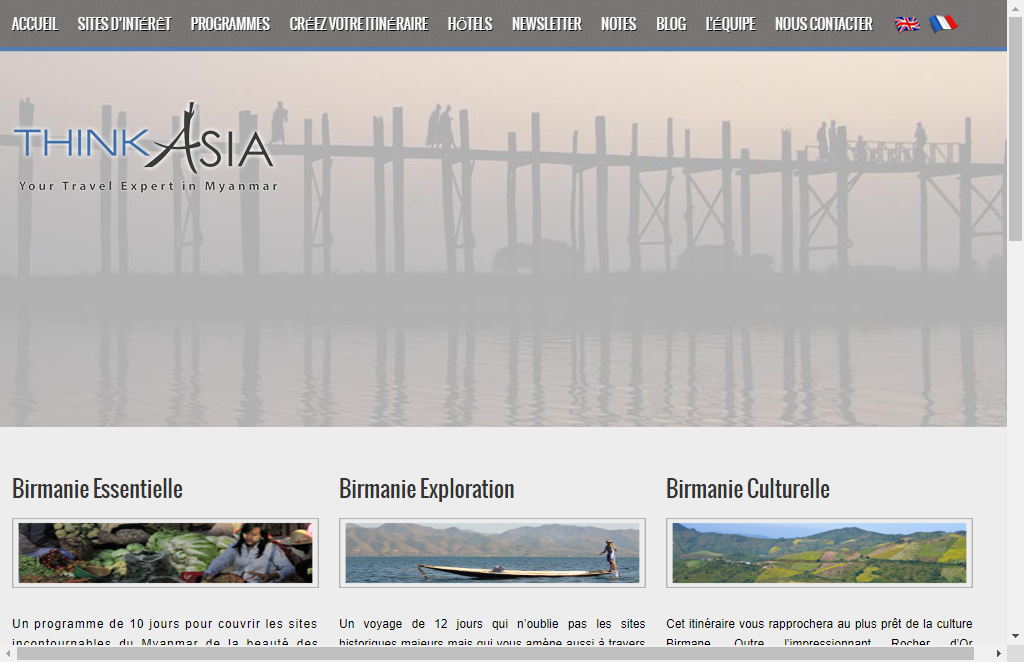 ACCUEIL SITES D'INTÉRÊT PROGRAMMES CRÉEZ VOTRE ITINÉRAIRE HÔTELS NEWSLETTER NOTES BLOG L'ÉQUIPE NOUS CONTACTER
THINK ASIA
Your Travel Expert in Myanmar
Birmanie Essentielle
Birmanie Exploration
Birmanie Culturelle
Un programme de 10 jours pour couvrir les sites
incontournables du Myanmar de la beauté des
Un voyage de 12 jours qui n'oublie pas les sites
historiques majeurs mais qui vous amène aussi à travers
Cet itinéraire vous rapprochera au plus prêt de la culture
Birmane. Outre l'impressionnant Rocher d'Or